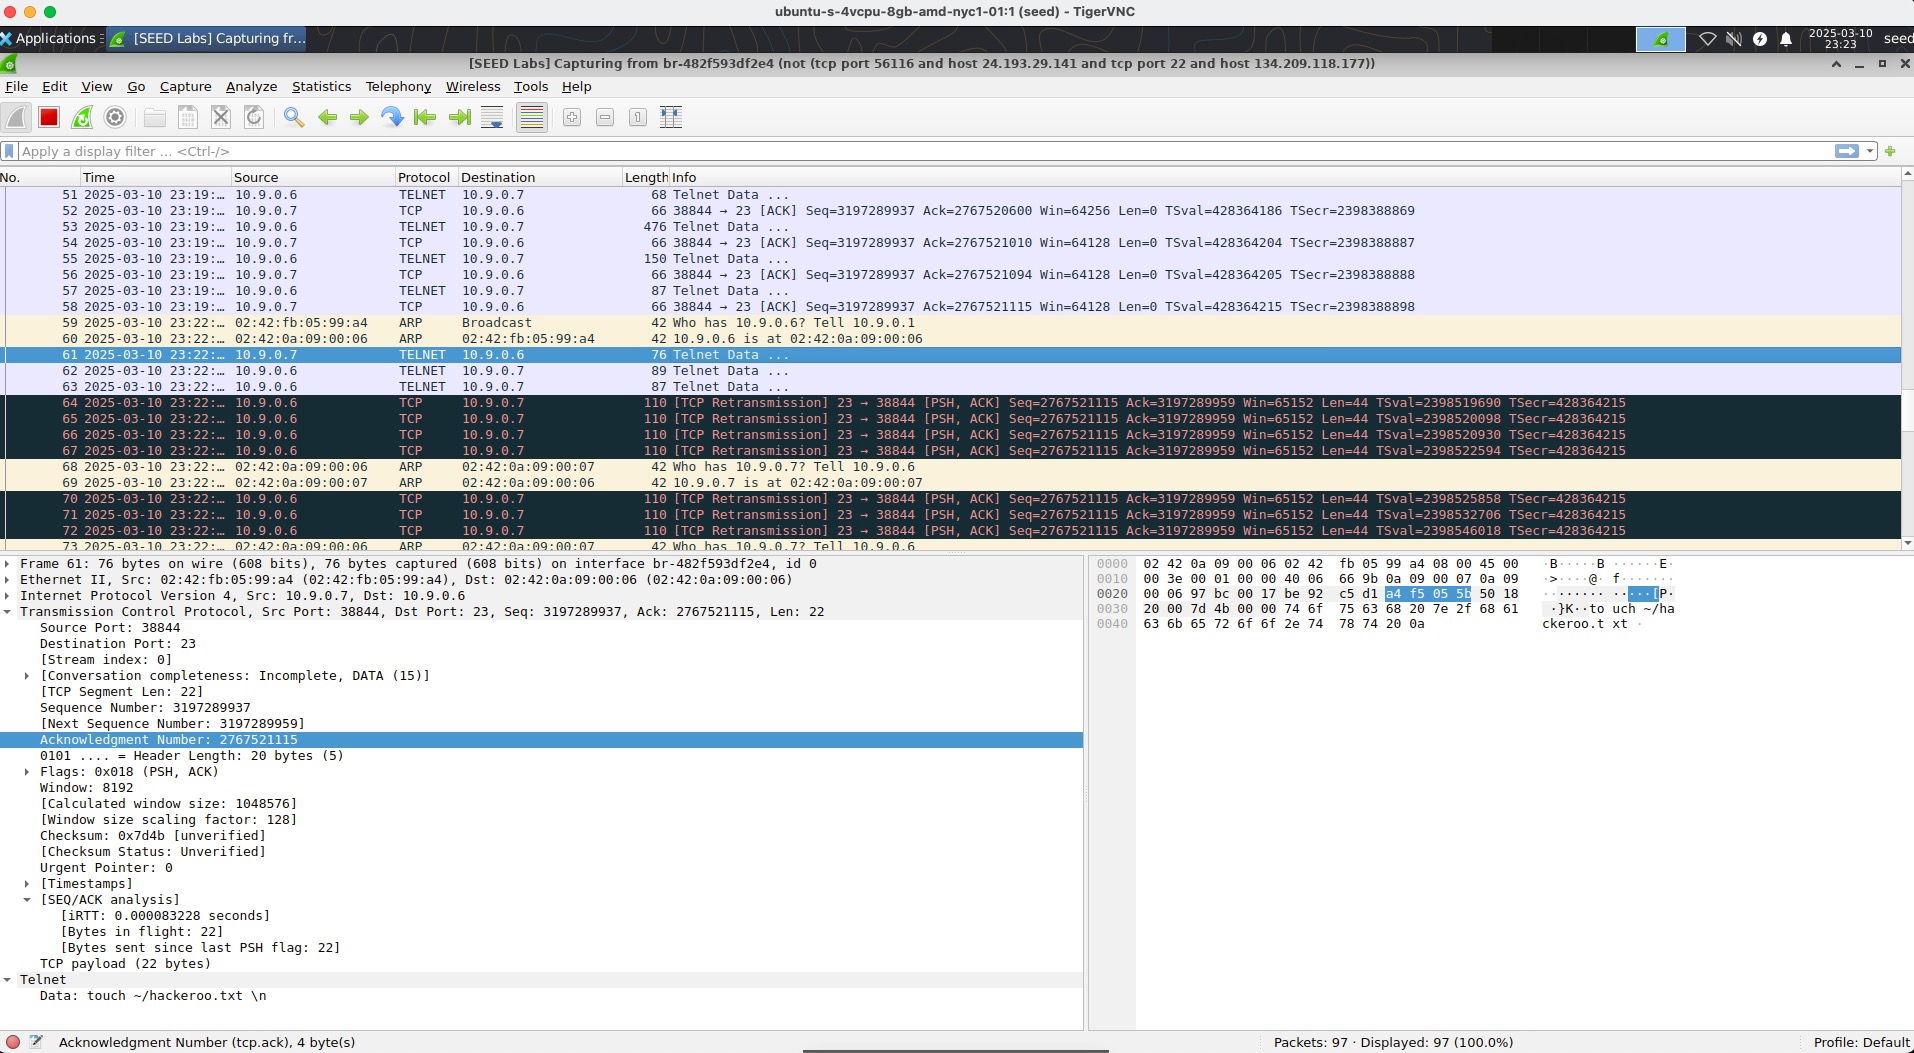 ubuntu-s-4vcpu-8gb-amd-nyc1-01:1 (seed) - TigerVNC
Applications [SEED Labs] Capturing fr... 2025-03-10 23:23 seed
[SEED Labs] Capturing from br-482f593df2e4 (not (tcp port 56116 and host 24.193.29.141 and tcp port 22 and host 134.209.118.177))
File Edit View Go Capture Analyze Statistics Telephony Wireless Tools Help
Apply a display filter … <Ctrl-/>
No. Time Source Protocol Destination Length Info
51 2025-03-10 23:19:… 10.9.0.6 TELNET 10.9.0.7 68 Telnet Data ...
52 2025-03-10 23:19:… 10.9.0.7 TCP 10.9.0.6 66 38844 → 23 [ACK] Seq=3197289937 Ack=2767520600 Win=64256 Len=0 TSval=428364186 TSecr=2398388869
53 2025-03-10 23:19:… 10.9.0.6 TELNET 10.9.0.7 476 Telnet Data ...
54 2025-03-10 23:19:… 10.9.0.7 TCP 10.9.0.6 66 38844 → 23 [ACK] Seq=3197289937 Ack=2767521010 Win=64128 Len=0 TSval=428364204 TSecr=2398388887
55 2025-03-10 23:19:… 10.9.0.6 TELNET 10.9.0.7 150 Telnet Data ...
56 2025-03-10 23:19:… 10.9.0.7 TCP 10.9.0.6 66 38844 → 23 [ACK] Seq=3197289937 Ack=2767521094 Win=64128 Len=0 TSval=428364205 TSecr=2398388888
57 2025-03-10 23:19:… 10.9.0.6 TELNET 10.9.0.7 87 Telnet Data ...
58 2025-03-10 23:19:… 10.9.0.7 TCP 10.9.0.6 66 38844 → 23 [ACK] Seq=3197289937 Ack=2767521115 Win=64128 Len=0 TSval=428364215 TSecr=2398388898
59 2025-03-10 23:22:… 02:42:fb:05:99:a4 ARP Broadcast 42 Who has 10.9.0.6? Tell 10.9.0.1
60 2025-03-10 23:22:… 02:42:0a:09:00:06 ARP 02:42:fb:05:99:a4 42 10.9.0.6 is at 02:42:0a:09:00:06
61 2025-03-10 23:22:… 10.9.0.7 TELNET 10.9.0.6 76 Telnet Data ...
62 2025-03-10 23:22:… 10.9.0.6 TELNET 10.9.0.7 89 Telnet Data ...
63 2025-03-10 23:22:… 10.9.0.6 TELNET 10.9.0.7 87 Telnet Data ...
64 2025-03-10 23:22:… 10.9.0.6 TCP 10.9.0.7 110 [TCP Retransmission] 23 → 38844 [PSH, ACK] Seq=2767521115 Ack=3197289959 Win=65152 Len=44 TSval=2398519690 TSecr=428364215
65 2025-03-10 23:22:… 10.9.0.6 TCP 10.9.0.7 110 [TCP Retransmission] 23 → 38844 [PSH, ACK] Seq=2767521115 Ack=3197289959 Win=65152 Len=44 TSval=2398520098 TSecr=428364215
66 2025-03-10 23:22:… 10.9.0.6 TCP 10.9.0.7 110 [TCP Retransmission] 23 → 38844 [PSH, ACK] Seq=2767521115 Ack=3197289959 Win=65152 Len=44 TSval=2398520930 TSecr=428364215
67 2025-03-10 23:22:… 10.9.0.6 TCP 10.9.0.7 110 [TCP Retransmission] 23 → 38844 [PSH, ACK] Seq=2767521115 Ack=3197289959 Win=65152 Len=44 TSval=2398522594 TSecr=428364215
68 2025-03-10 23:22:… 02:42:0a:09:00:06 ARP 02:42:0a:09:00:07 42 Who has 10.9.0.7? Tell 10.9.0.6
69 2025-03-10 23:22:… 02:42:0a:09:00:07 ARP 02:42:0a:09:00:06 42 10.9.0.7 is at 02:42:0a:09:00:07
70 2025-03-10 23:22:… 10.9.0.6 TCP 10.9.0.7 110 [TCP Retransmission] 23 → 38844 [PSH, ACK] Seq=2767521115 Ack=3197289959 Win=65152 Len=44 TSval=2398525858 TSecr=428364215
71 2025-03-10 23:22:… 10.9.0.6 TCP 10.9.0.7 110 [TCP Retransmission] 23 → 38844 [PSH, ACK] Seq=2767521115 Ack=3197289959 Win=65152 Len=44 TSval=2398532706 TSecr=428364215
72 2025-03-10 23:22:… 10.9.0.6 TCP 10.9.0.7 110 [TCP Retransmission] 23 → 38844 [PSH, ACK] Seq=2767521115 Ack=3197289959 Win=65152 Len=44 TSval=2398546018 TSecr=428364215
73 2025-03-10 23:22:… 02:42:0a:09:00:06 ARP 02:42:0a:09:00:07 42 Who has 10.9.0.7? Tell 10.9.0.6
Frame 61: 76 bytes on wire (608 bits), 76 bytes captured (608 bits) on interface br-482f593df2e4, id 0
Ethernet II, Src: 02:42:fb:05:99:a4 (02:42:fb:05:99:a4), Dst: 02:42:0a:09:00:06 (02:42:0a:09:00:06)
Internet Protocol Version 4, Src: 10.9.0.7, Dst: 10.9.0.6
Transmission Control Protocol, Src Port: 38844, Dst Port: 23, Seq: 3197289937, Ack: 2767521115, Len: 22
Source Port: 38844
Destination Port: 23
[Stream index: 0]
[Conversation completeness: Incomplete, DATA (15)]
[TCP Segment Len: 22]
Sequence Number: 3197289937
[Next Sequence Number: 3197289959]
Acknowledgment Number: 2767521115
0101 .... = Header Length: 20 bytes (5)
Flags: 0x018 (PSH, ACK)
Window: 8192
[Calculated window size: 1048576]
[Window size scaling factor: 128]
Checksum: 0x7d4b [unverified]
[Checksum Status: Unverified]
Urgent Pointer: 0
[Timestamps]
[SEQ/ACK analysis]
[iRTT: 0.000083228 seconds]
[Bytes in flight: 22]
[Bytes sent since last PSH flag: 22]
TCP payload (22 bytes)
Telnet
Data: touch ~/hackeroo.txt \n
0000 02 42 0a 09 00 06 02 42 fb 05 99 a4 08 00 45 00 ·B·····B ······E·
0010 00 3e 00 01 00 00 40 06 66 9b 0a 09 00 07 0a 09 ·>····@· f·······
0020 00 06 97 bc 00 17 be 92 c5 d1 a4 f5 05 5b 50 18 ········ ·····[P·
0030 20 00 7d 4b 00 00 74 6f 75 63 68 20 7e 2f 68 61 ·}K··to uch ~/ha
0040 63 6b 65 72 6f 6f 2e 74 78 74 20 0a ckeroo.t xt ·
Acknowledgment Number (tcp.ack), 4 byte(s) Packets: 97 · Displayed: 97 (100.0%) Profile: Default